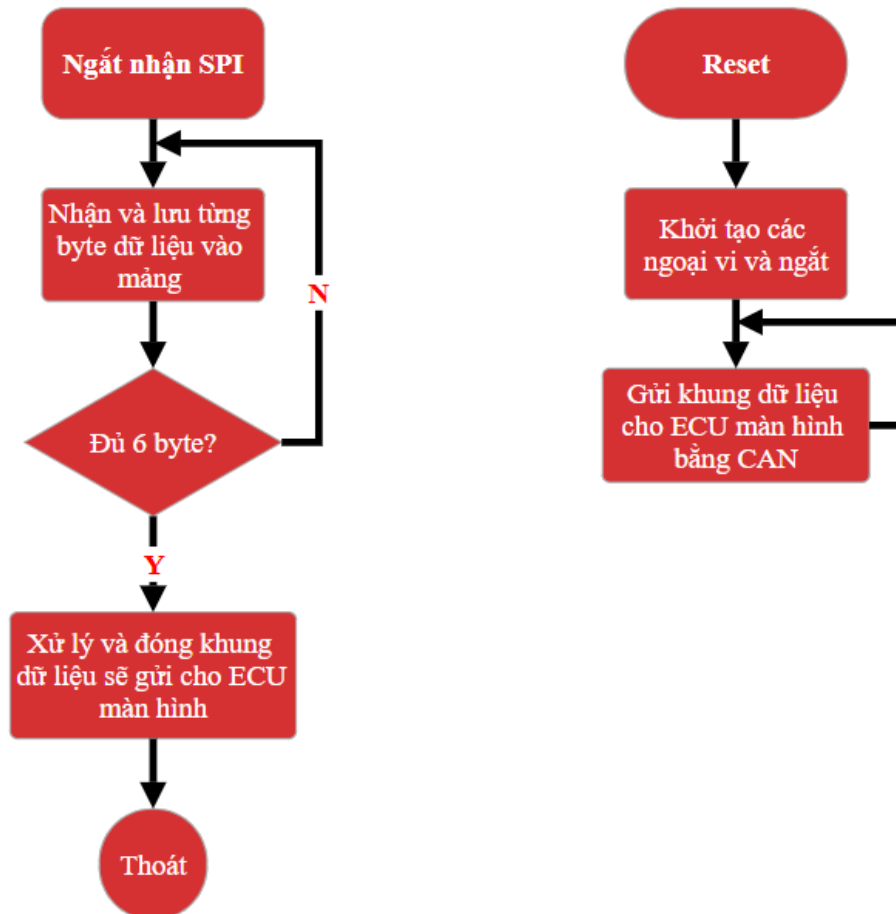 Ngắt nhận SPI
Nhận và lưu từng
byte dữ liệu vào
mảng
N
Đủ 6 byte?
Y
Xử lý và đóng khung
dữ liệu sẽ gửi cho ECU
màn hình
Thoát
Reset
Khởi tạo các
ngoại vi và ngắt
Gửi khung dữ liệu
cho ECU màn hình
bằng CAN